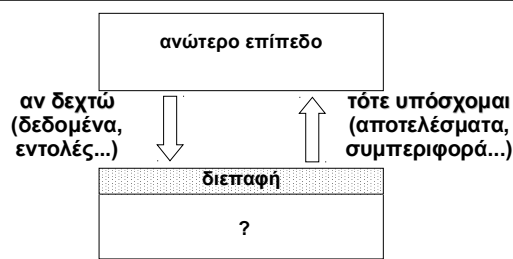 ανώτερο επίπεδο
αν δεχτώ
(δεδομένα,
εντολές...)
τότε υπόσχομαι
(αποτελέσματα,
συμπεριφορά...)
διεπαφή
?